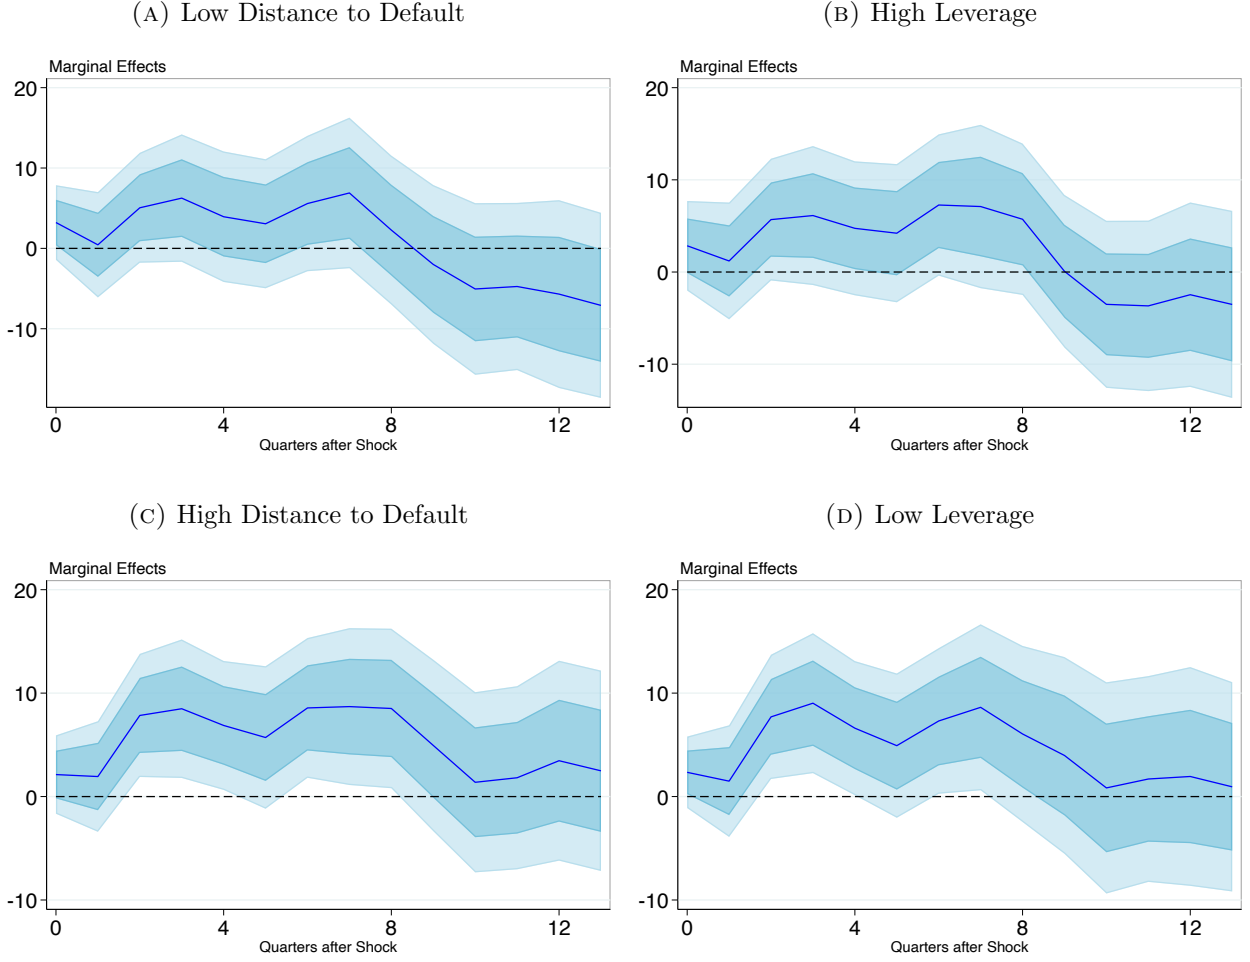 (A) Low Distance to Default
Marginal Effects
20
10
0
-10
0 4 8 12
Quarters after Shock
(B) High Leverage
Marginal Effects
20
10
0
-10
0 4 8 12
Quarters after Shock
(C) High Distance to Default
Marginal Effects
20
10
0
-10
0 4 8 12
Quarters after Shock
(D) Low Leverage
Marginal Effects
20
10
0
-10
0 4 8 12
Quarters after Shock